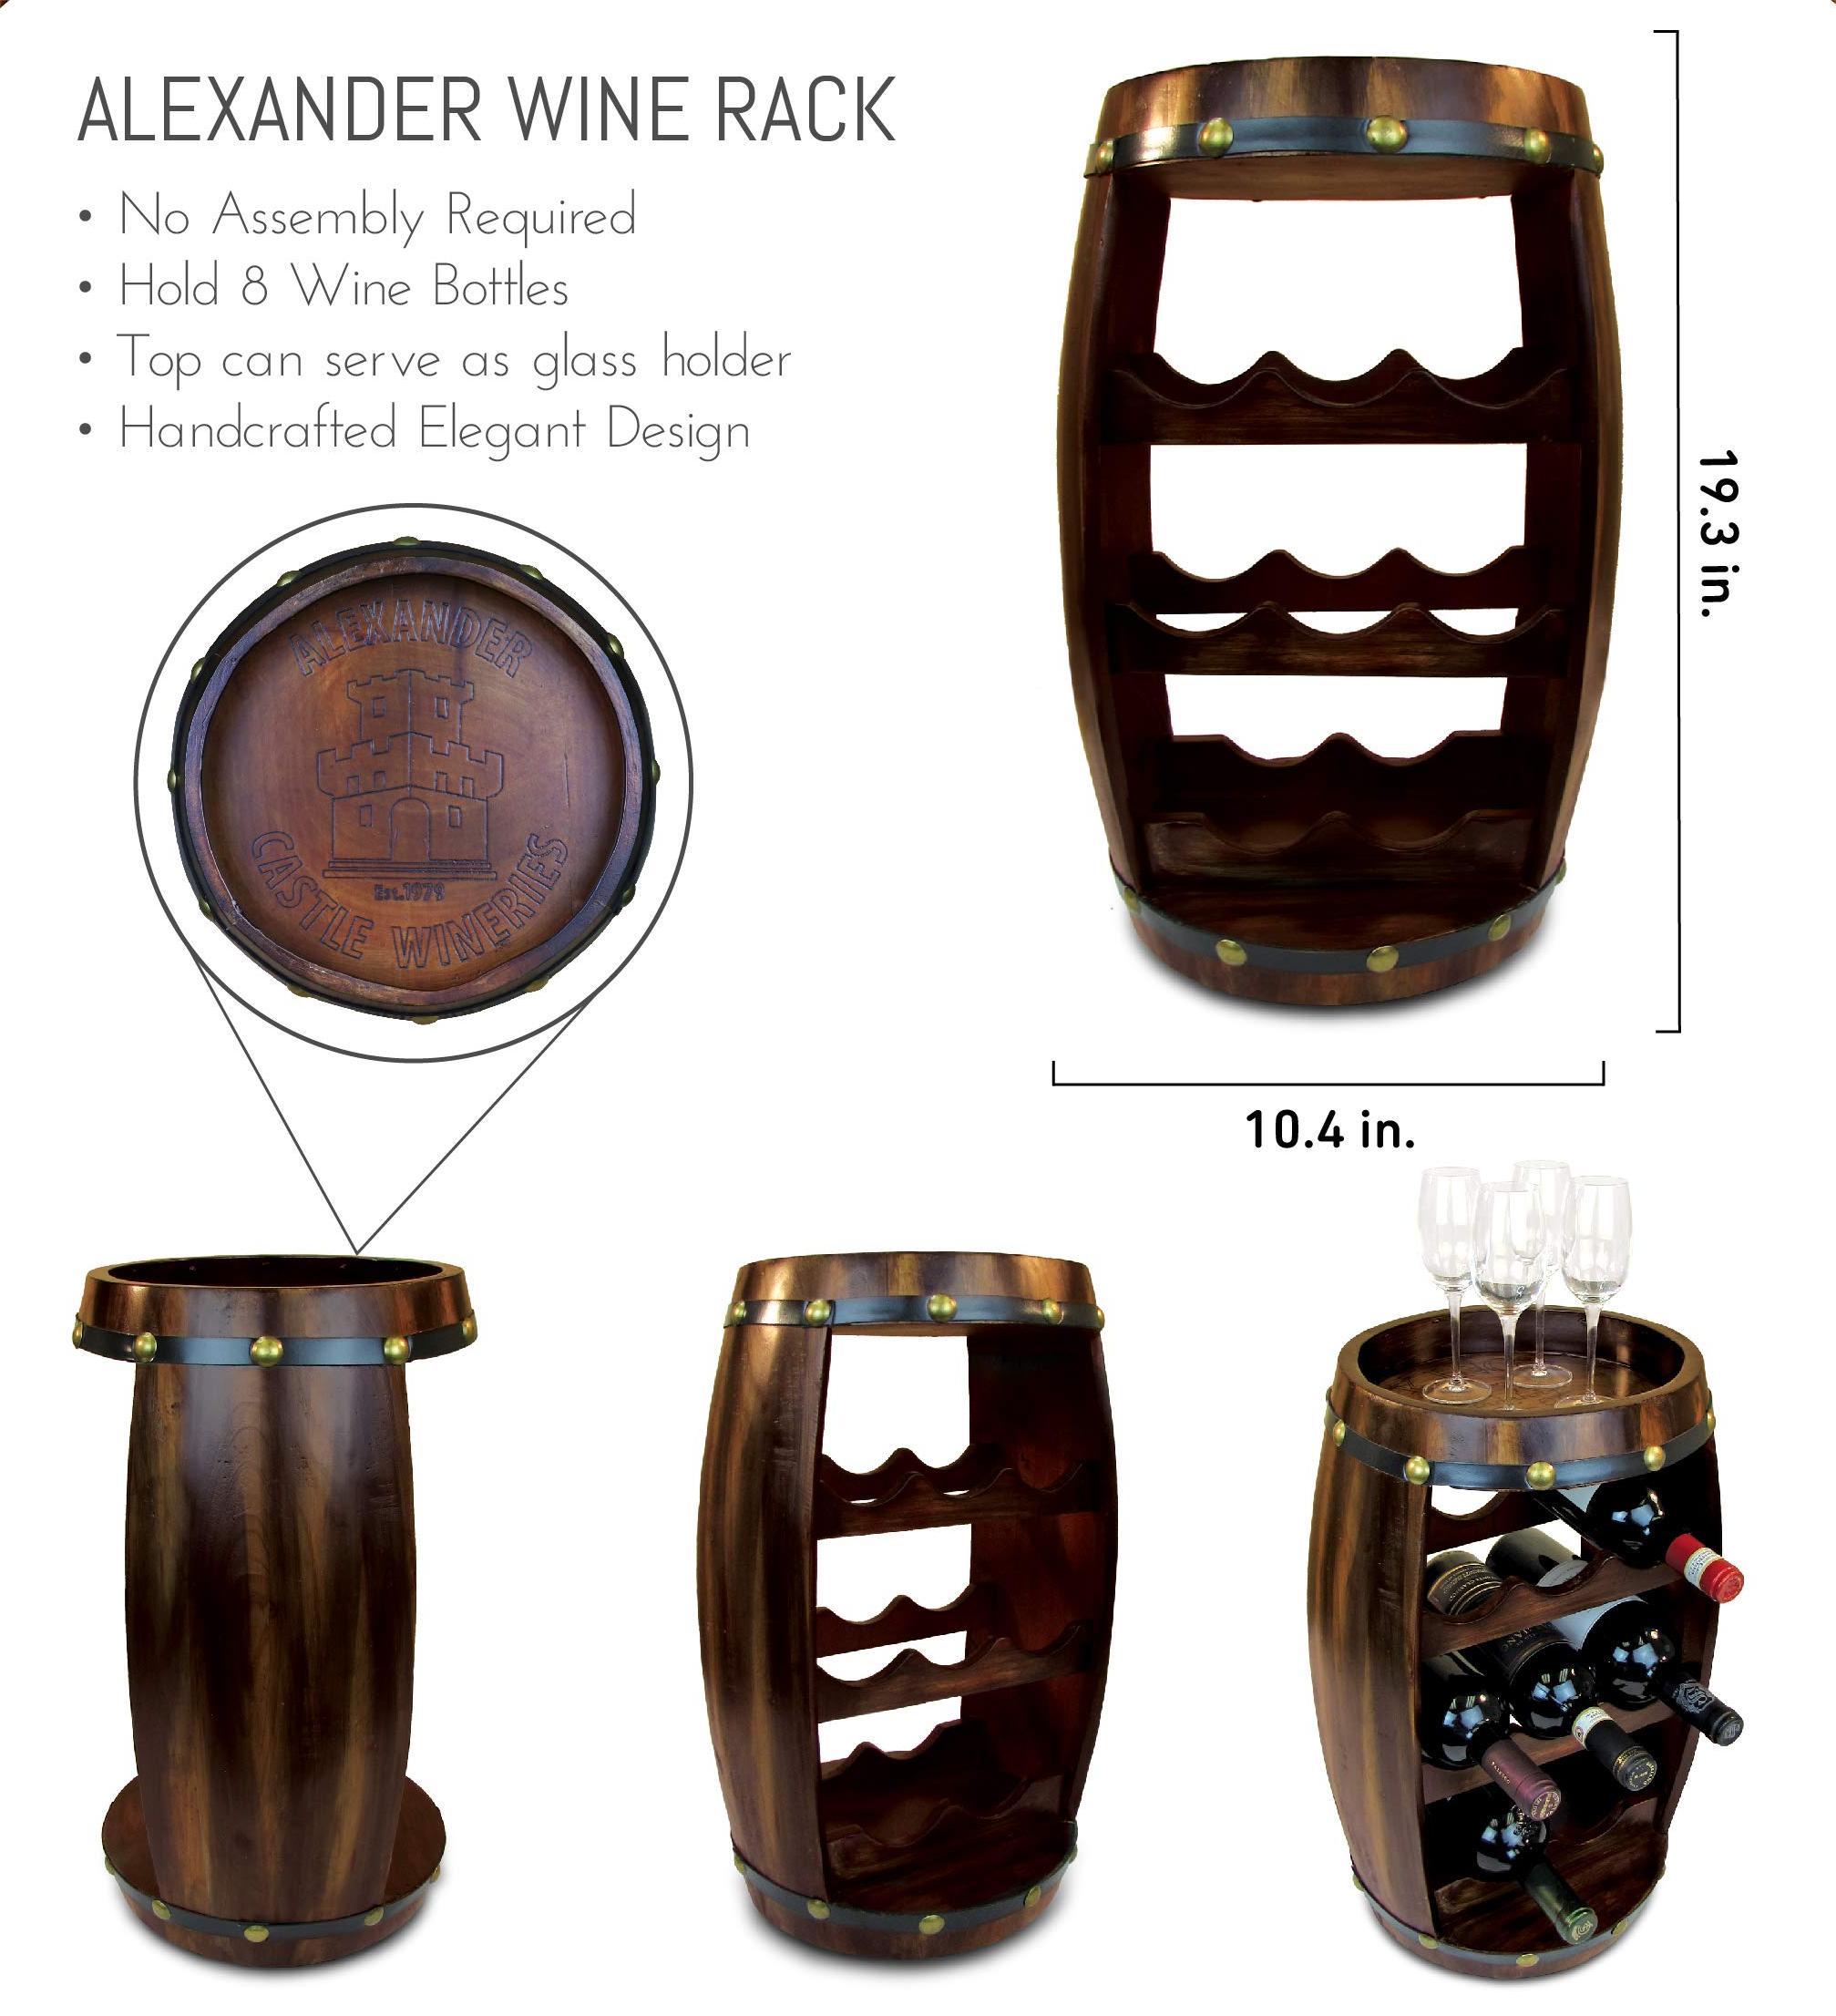 ALEXANDER WINE RACK
• No Assembly Required
• Hold 8 Wine Bottles
• Top can serve as glass holder
• Handcrafted Elegant Design
19.3 in.
ALEXANDER
Est.1979
CASTLE WINERIES
10.4 in.